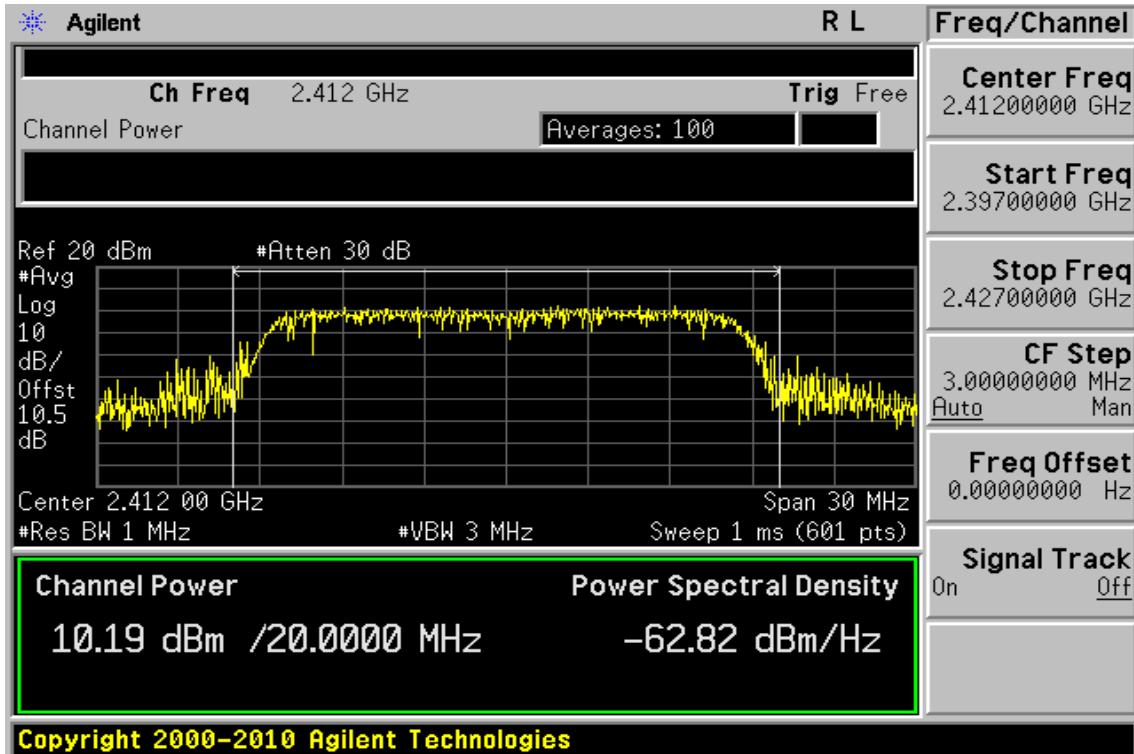 Agilent R L
Freq/Channel
Ch Freq 2.412 GHz Trig Free
Channel Power Averages: 100
Ref 20 dBm #Atten 30 dB
#Avg
Log
10
dB/
Offst
10.5
dB
Center 2.412 00 GHz Span 30 MHz
#Res BW 1 MHz #VBW 3 MHz Sweep 1 ms (601 pts)
Channel Power Power Spectral Density
10.19 dBm /20.0000 MHz -62.82 dBm/Hz
Copyright 2000-2010 Agilent Technologies
Center Freq
2.41200000 GHz
Start Freq
2.39700000 GHz
Stop Freq
2.42700000 GHz
CF Step
3.00000000 MHz
Auto Man
Freq Offset
0.00000000 Hz
Signal Track
On Off